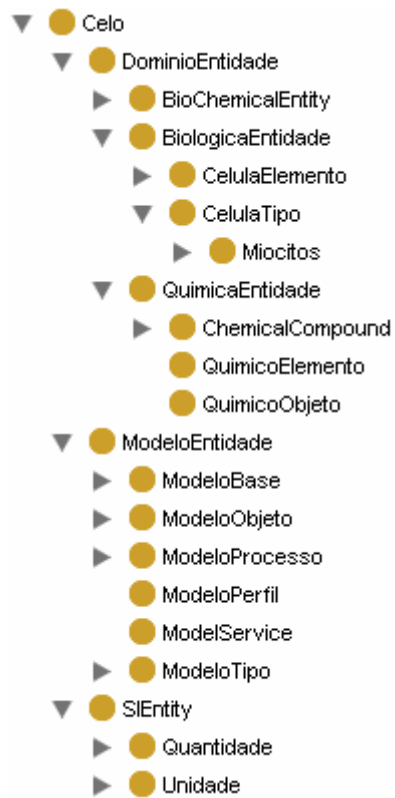 Celo
DominioEntidade
BioChemicalEntity
BiologicaEntidade
CelulaElemento
CelulaTipo
Miocitos
QuimicaEntidade
ChemicalCompound
QuimicoElemento
QuimicoObjeto
ModeloEntidade
ModeloBase
ModeloObjeto
ModeloProcesso
ModeloPerfil
ModelService
ModeloTipo
SIEntity
Quantidade
Unidade